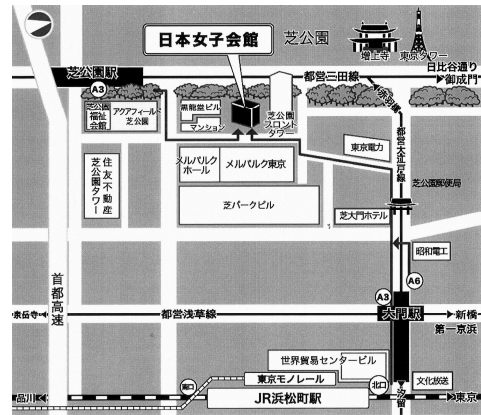 日本女子会館
芝公園
増上寺
東京タワー
日比谷通り
御成門
芝公園駅
都営三田線
A3
赤羽橋
芝公園
福祉
会館
アクアフィールド
芝公園
黒龍堂ビル
マンション
芝公園
フロント
タワー
都営大江戸線
東京電力
住友不動産
芝公園タワー
メルパルク
ホール
メルパルク東京
芝公園郵便局
芝パークビル
芝大門ホテル
昭和電工
首都高速
A6
A3
泉岳寺
都営浅草線
大門駅
新橋
第一京浜
世界貿易センタービル
南口
東京モノレール
北口
文化放送
品川
JR浜松町駅
汐留
東京